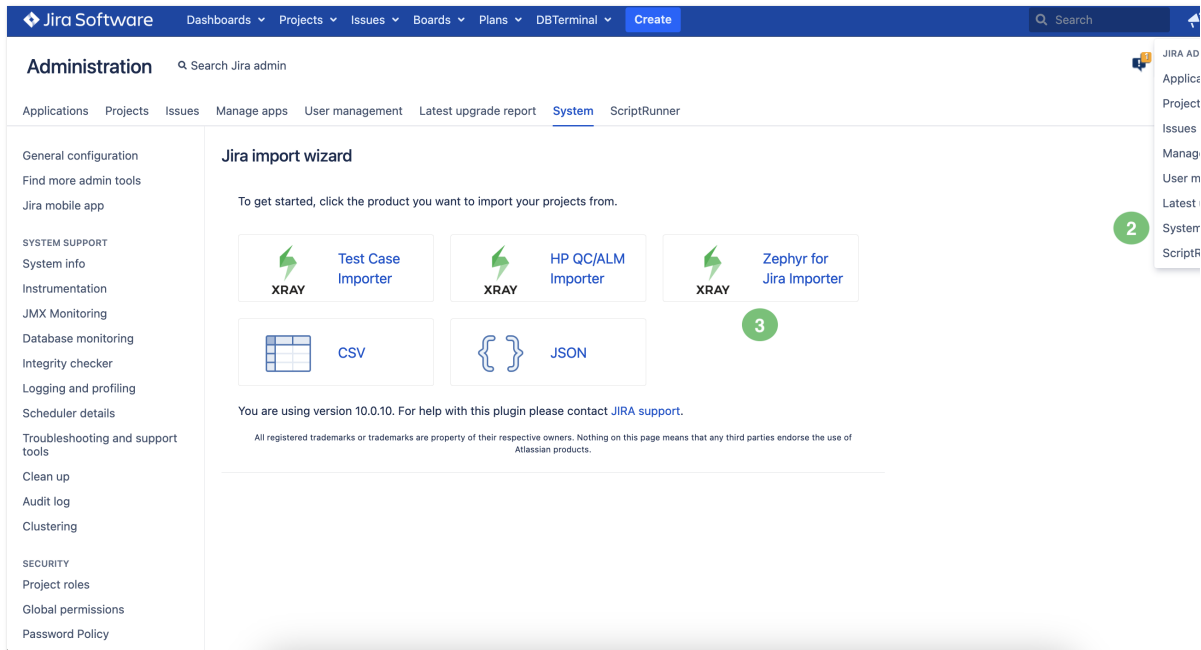 Jira Software Dashboards Projects Issues Boards Plans DBTerminal Create Search
Administration Search Jira admin
Applications Projects Issues Manage apps User management Latest upgrade report System ScriptRunner
General configuration
Find more admin tools
Jira mobile app
SYSTEM SUPPORT
System info
Instrumentation
JMX Monitoring
Database monitoring
Integrity checker
Logging and profiling
Scheduler details
Troubleshooting and support
tools
Clean up
Audit log
Clustering
SECURITY
Project roles
Global permissions
Password Policy
Jira import wizard
To get started, click the product you want to import your projects from.
XRAY
Test Case
Importer
XRAY
HP QC/ALM
Importer
XRAY
Zephyr for
Jira Importer
3
CSV
{ } JSON
You are using version 10.0.10. For help with this plugin please contact JIRA support.
All registered trademarks or trademarks are property of their respective owners. Nothing on this page means that any third parties endorse the use of
Atlassian products.
JIRA AD
Applica
Project
Issues
Manag
User m
Latest
2 System
ScriptR